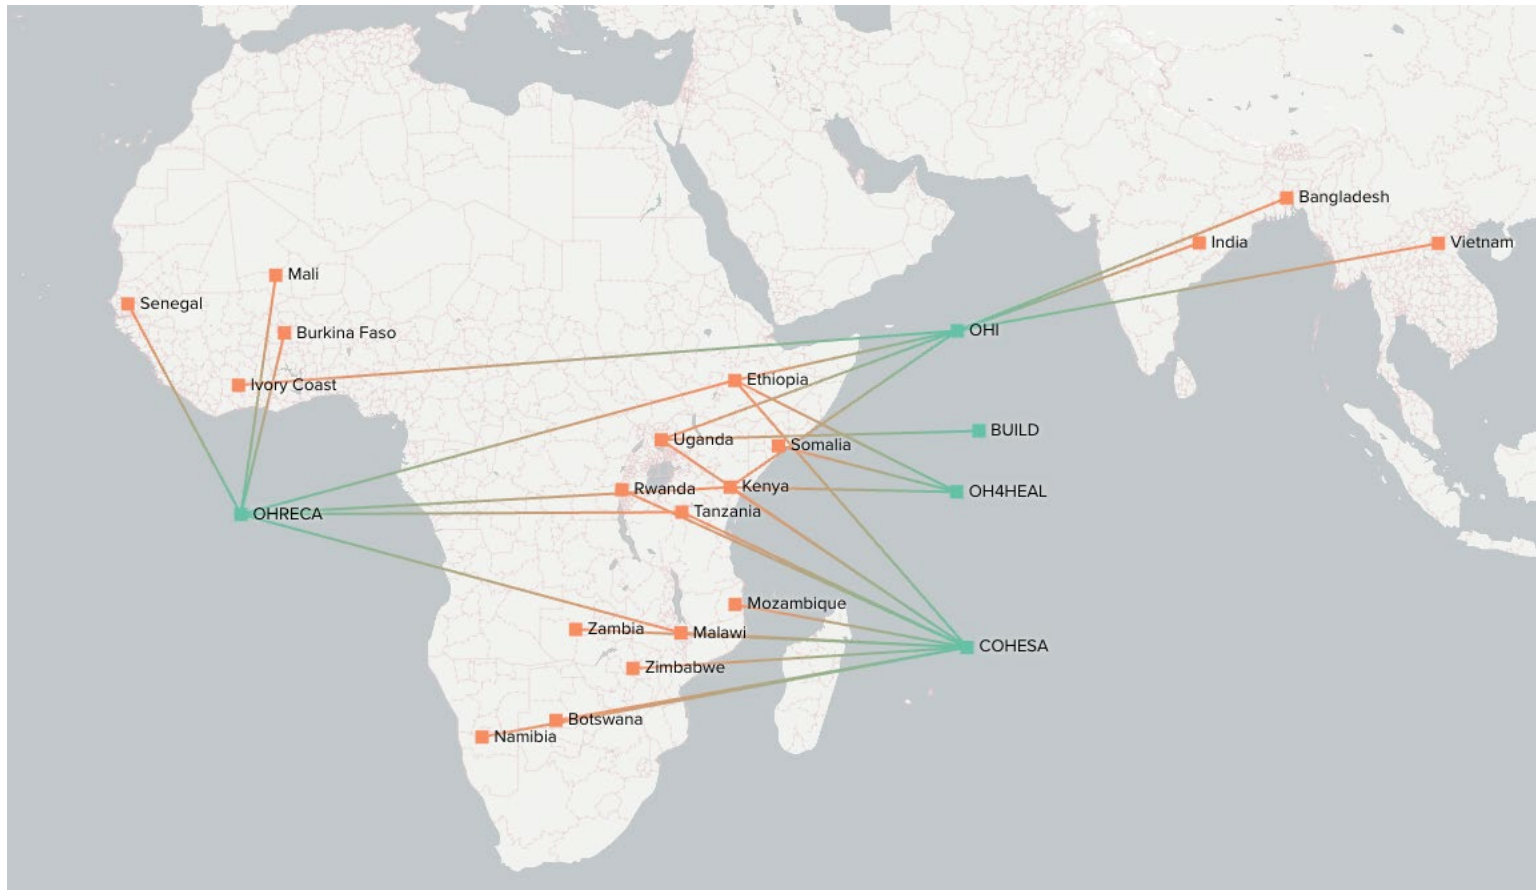 Bangladesh
India
Vietnam
Mali
Senegal
Burkina Faso
OHI
Ivory Coast
Ethiopia
BUILD
Uganda
Somalia
Rwanda
Kenya
OH4HEAL
OHRECA
Tanzania
Mozambique
Zambia
Malawi
COHESA
Zimbabwe
Botswana
Namibia